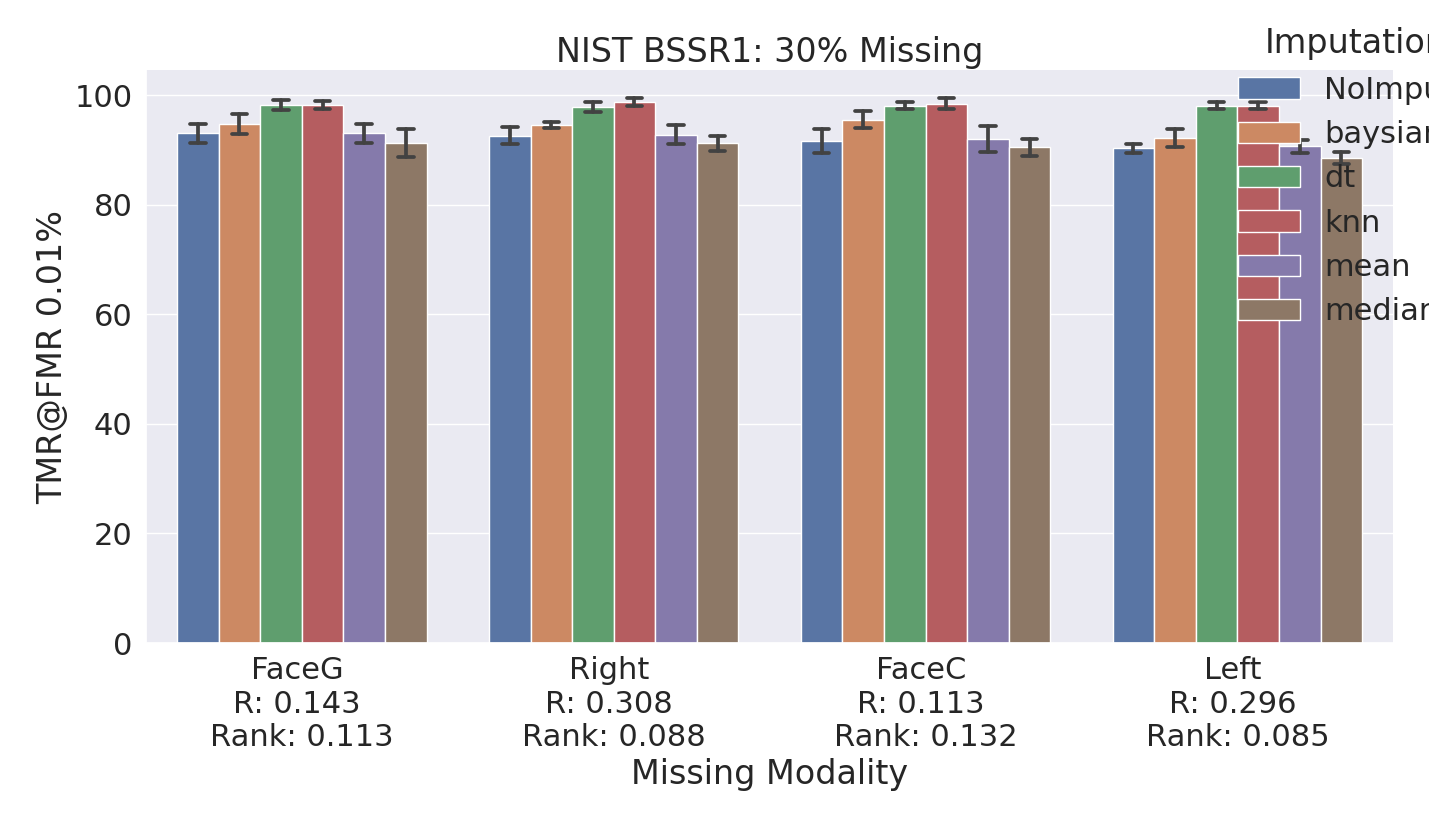 NIST BSSR1: 30% Missing
Imputation
NoImpu
baysian
dt
knn
mean
median
TMR@FMR 0.01%
100
80
60
40
20
0
FaceG
R: 0.143
Rank: 0.113
Right
R: 0.308
Rank: 0.088
FaceC
R: 0.113
Rank: 0.132
Left
R: 0.296
Rank: 0.085
Missing Modality